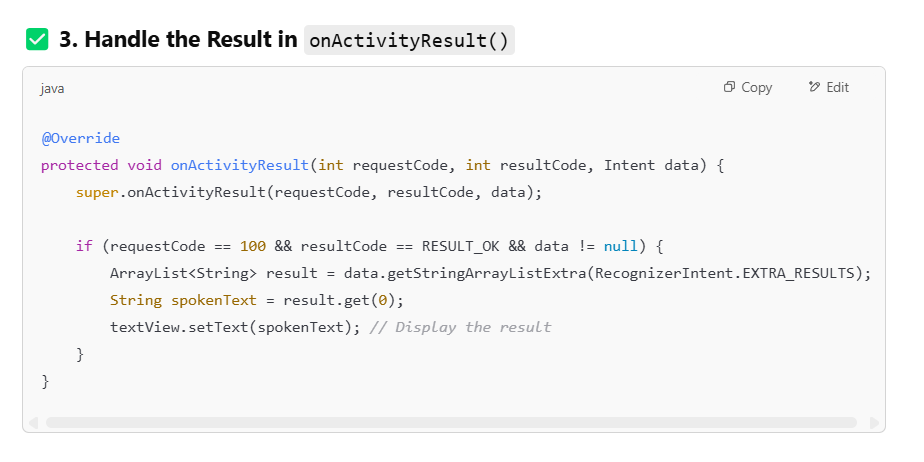 ✅ 3. Handle the Result in onActivityResult()
java
Copy
Edit
@Override
protected void onActivityResult(int requestCode, int resultCode, Intent data) {
    super.onActivityResult(requestCode, resultCode, data);

    if (requestCode == 100 && resultCode == RESULT_OK && data != null) {
        ArrayList<String> result = data.getStringArrayListExtra(RecognizerIntent.EXTRA_RESULTS);
        String spokenText = result.get(0);
        textView.setText(spokenText); // Display the result
    }
}